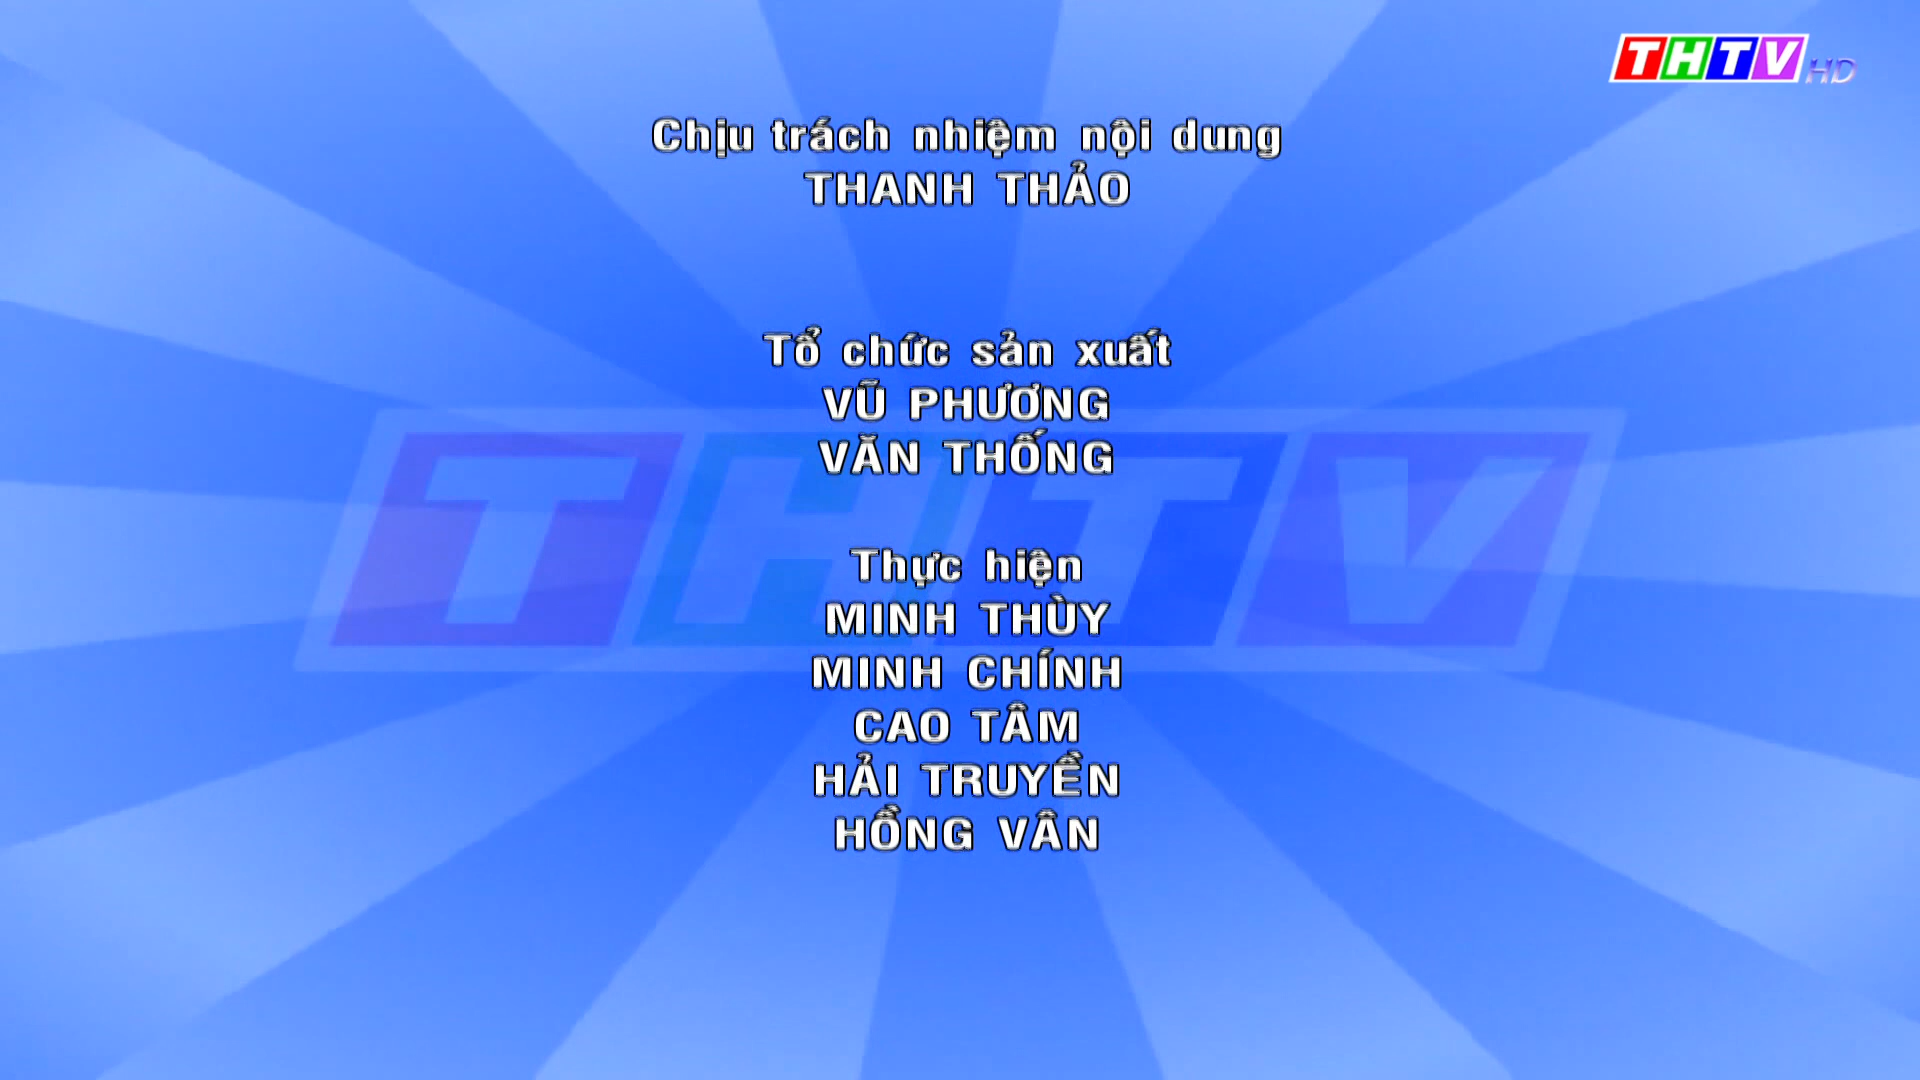 THTV HD
Chịu trách nhiệm nội dung
THANH THẢO
Tổ chức sản xuất
VŨ PHƯƠNG
VĂN THỐNG
THTV
Thực hiện
MINH THÙY
MINH CHÍNH
CAO TÂM
HẢI TRUYỀN
HỒNG VÂN